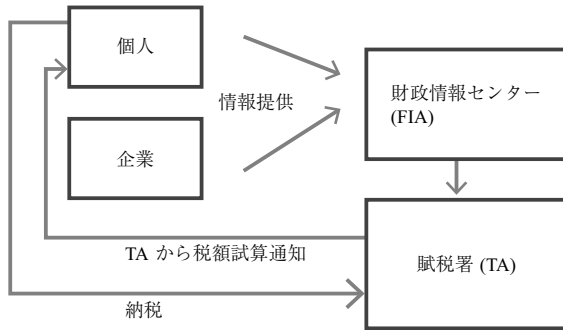 個人
情報提供
財政情報センター
(FIA)
企業
TA から税額試算通知
賦税署 (TA)
納税